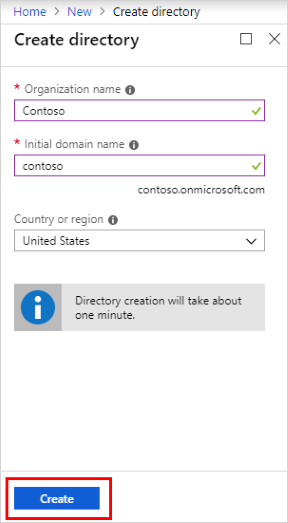 Home > New > Create directory
Create directory
* Organization name
Contoso
* Initial domain name
contoso
contoso.onmicrosoft.com
Country or region
United States
Directory creation will take about
one minute.
Create